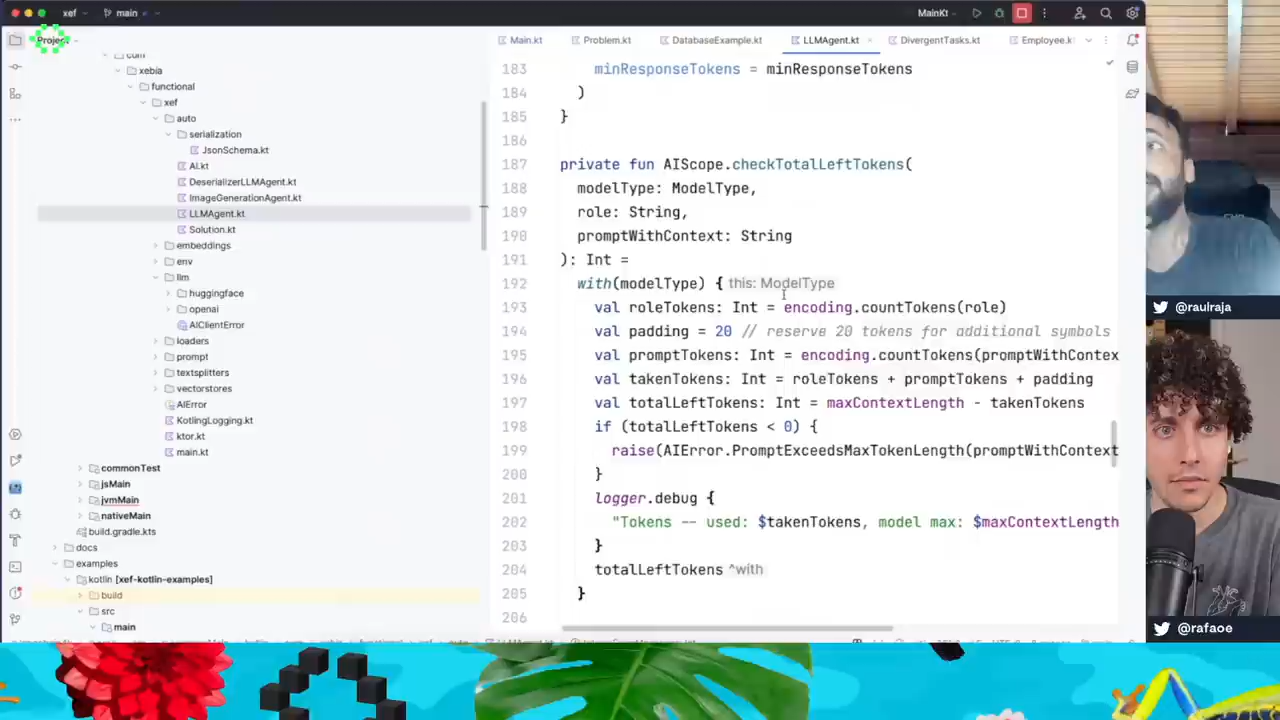 xef
main
MainKt
Project
Main.kt
Problem.kt
DatabaseExample.kt
LLMAgent.kt
DivergentTasks.kt
Employee.k
com
xebia
functional
xef
auto
serialization
JsonSchema.kt
AI.kt
DeserializerLLMAgent.kt
ImageGenerationAgent.kt
LLMAgent.kt
Solution.kt
embeddings
env
llm
huggingface
openai
AIClientError
loaders
prompt
textsplitters
vectorstores
AIError
KotlingLogging.kt
ktor.kt
main.kt
commonTest
jsMain
jvmMain
nativeMain
build.gradle.kts
docs
examples
kotlin [xef-kotlin-examples]
build
src
main
183 minResponseTokens = minResponseTokens
184 )
185 }
186
187 private fun AIScope.checkTotalLeftTokens(
188 modelType: ModelType,
189 role: String,
190 promptWithContext: String
191 ): Int =
192 with(modelType) { this: ModelType
193 val roleTokens: Int = encoding.countTokens(role)
194 val padding = 20 // reserve 20 tokens for additional symbols
195 val promptTokens: Int = encoding.countTokens(promptWithContex
196 val takenTokens: Int = roleTokens + promptTokens + padding
197 val totalLeftTokens: Int = maxContextLength - takenTokens
198 if (totalLeftTokens < 0) {
199 raise(AIError.PromptExceedsMaxTokenLength(promptWithContext
200 }
201 logger.debug {
202 "Tokens -- used: $takenTokens, model max: $maxContextLength
203 }
204 totalLeftTokens ^with
205 }
206
@raulraja
@rafaoe